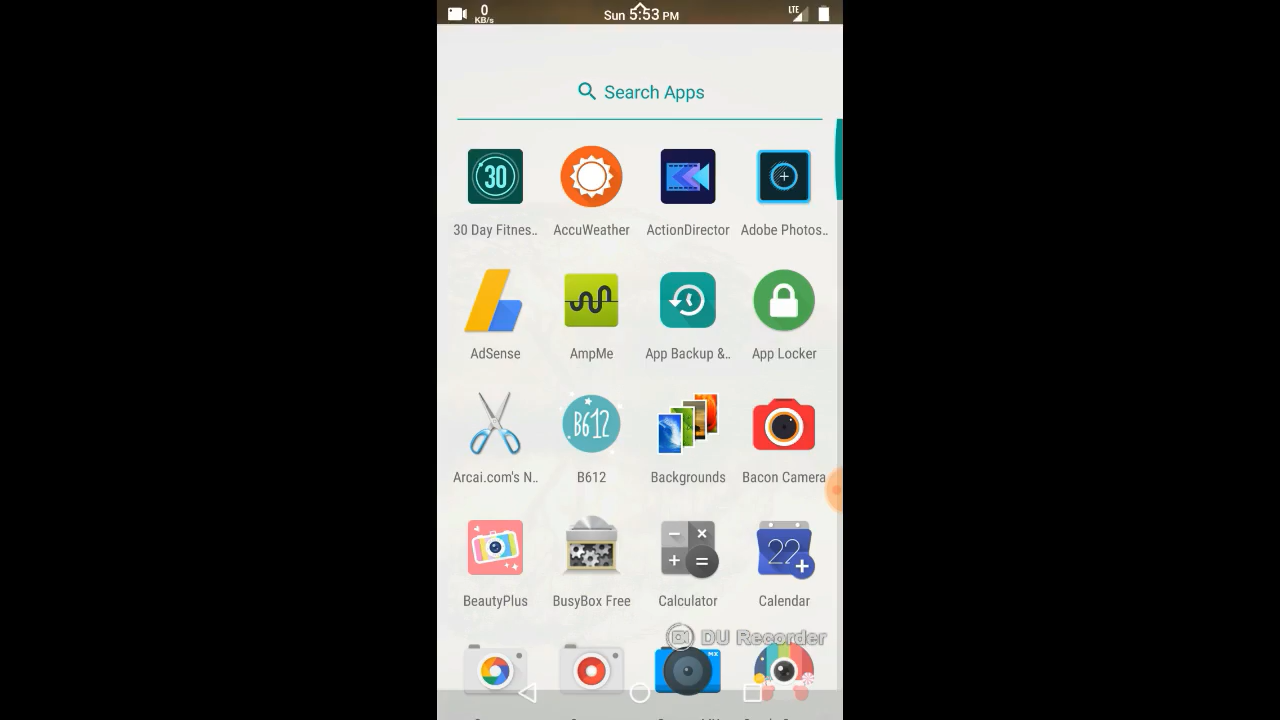 0
KB/s
Sun 5:53 PM
LTE
Search Apps
30
30 Day Fitnes..
AccuWeather
ActionDirector
Adobe Photos..
AdSense
AmpMe
App Backup &..
App Locker
B612
Arcai.com's N..
B612
Backgrounds
Bacon Camera
22
BeautyPlus
BusyBox Free
Calculator
Calendar
DU Recorder
MX